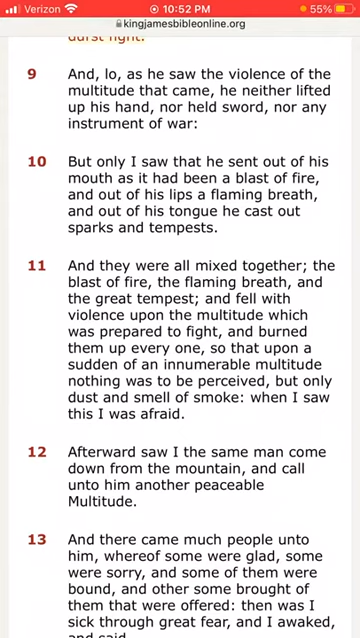 Verizon 10:52 PM 55%
kingjamesbibleonline.org
durst fight.
9 And, lo, as he saw the violence of the
multitude that came, he neither lifted
up his hand, nor held sword, nor any
instrument of war:
10 But only I saw that he sent out of his
mouth as it had been a blast of fire,
and out of his lips a flaming breath,
and out of his tongue he cast out
sparks and tempests.
11 And they were all mixed together; the
blast of fire, the flaming breath, and
the great tempest; and fell with
violence upon the multitude which
was prepared to fight, and burned
them up every one, so that upon a
sudden of an innumerable multitude
nothing was to be perceived, but only
dust and smell of smoke: when I saw
this I was afraid.
12 Afterward saw I the same man come
down from the mountain, and call
unto him another peaceable
Multitude.
13 And there came much people unto
him, whereof some were glad, some
were sorry, and some of them were
bound, and other some brought of
them that were offered: then was I
sick through great fear, and I awaked,
and said,